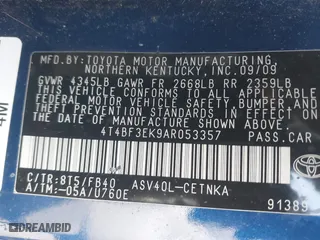 MFD. BY:
TOYOTA MOTOR MANUFACTURING,
NORTHERN KENTUCKY, INC. 09/09
GVWR 4345LB GAWR FR 2668LB RR 2359LB
THIS VEHICLE CONFORMS TO ALL APPLICABLE
FEDERAL MOTOR VEHICLE SAFETY, BUMPER, AND
THEFT PREVENTION STANDARDS IN EFFECT ON
THE DATE OF MANUFACTURE SHOWN ABOVE.
4T4BF3EK9AR053357 PASS.CAR
C/TR:8T5/FB40 ASV40L-CETNKA
A/TM:-05A/U760E
TOYOTA
91389